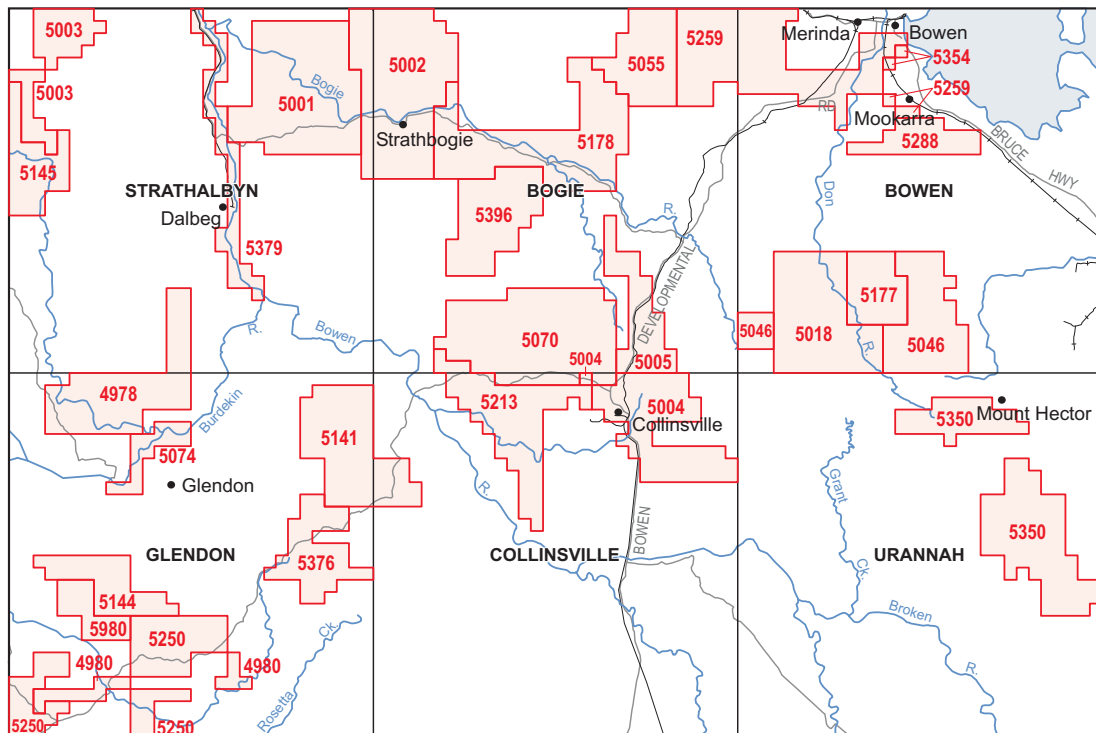 5003
5002
5055
5259
Merinda
Bowen
5354
5003
Bogie
5001
5259
RD
Mookarra
Strathbogie
5178
5288
BRUCE
HWY
5145
STRATHALBYN
BOGIE
BOWEN
Dalbeg
5396
R.
Don
5379
DEVELOPMENTAL
5177
R.
Bowen
5070
5046
5018
R.
5046
5004
5005
4978
5213
5004
Mount Hector
Burdekin
5141
Collinsville
5350
5074
Glendon
R.
Grant
BOWEN
5350
GLENDON
COLLINSVILLE
URANNAH
5376
Ck.
5144
Broken
5980
5250
Ck.
4980
4980
R.
Rosetta
5250
5250